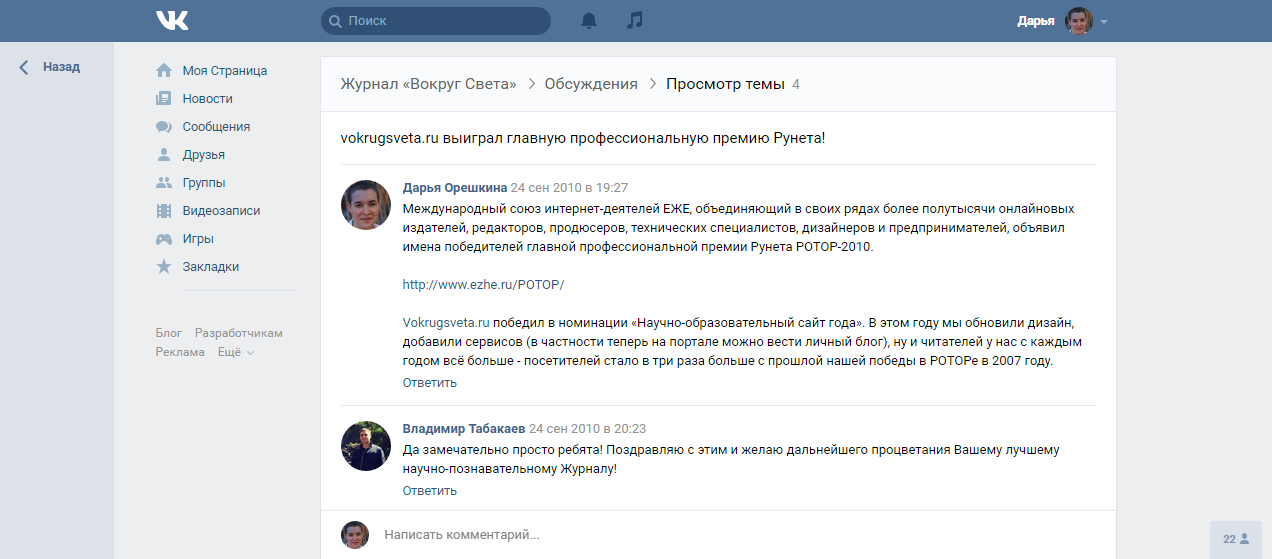 VK
Поиск
Дарья
Назад
Моя Страница
Новости
Сообщения
Друзья
Группы
Видеозаписи
Игры
Закладки
Блог Разработчикам
Реклама Ещё
Журнал «Вокруг Света» > Обсуждения > Просмотр темы 4
vokrugsveta.ru выиграл главную профессиональную премию Рунета!
Дарья Орешкина 24 сен 2010 в 19:27
Международный союз интернет-деятелей ЕЖЕ, объединяющий в своих рядах более полутысячи онлайновых
издателей, редакторов, продюсеров, технических специалистов, дизайнеров и предпринимателей, объявил
имена победителей главной профессиональной премии Рунета РОТОР-2010.
http://www.ezhe.ru/POTOP/
Vokrugsveta.ru победил в номинации «Научно-образовательный сайт года». В этом году мы обновили дизайн,
добавили сервисов (в частности теперь на портале можно вести личный блог), ну и читателей у нас с каждым
годом всё больше - посетителей стало в три раза больше с прошлой нашей победы в РОТОРе в 2007 году.
Ответить
Владимир Табакаев 24 сен 2010 в 20:23
Да замечательно просто ребята! Поздравляю с этим и желаю дальнейшего процветания Вашему лучшему
научно-познавательному Журналу!
Ответить
Написать комментарий...
22